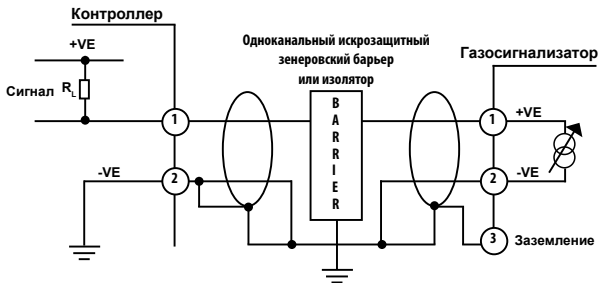 Контроллер
+VE
Сигнал
RL
1
-VE
2
Одноканальный искрозащитный
зенеровский барьер
или изолятор
B
A
R
R
I
E
R
Газосигнализатор
1
+VE
2
-VE
3
Заземление